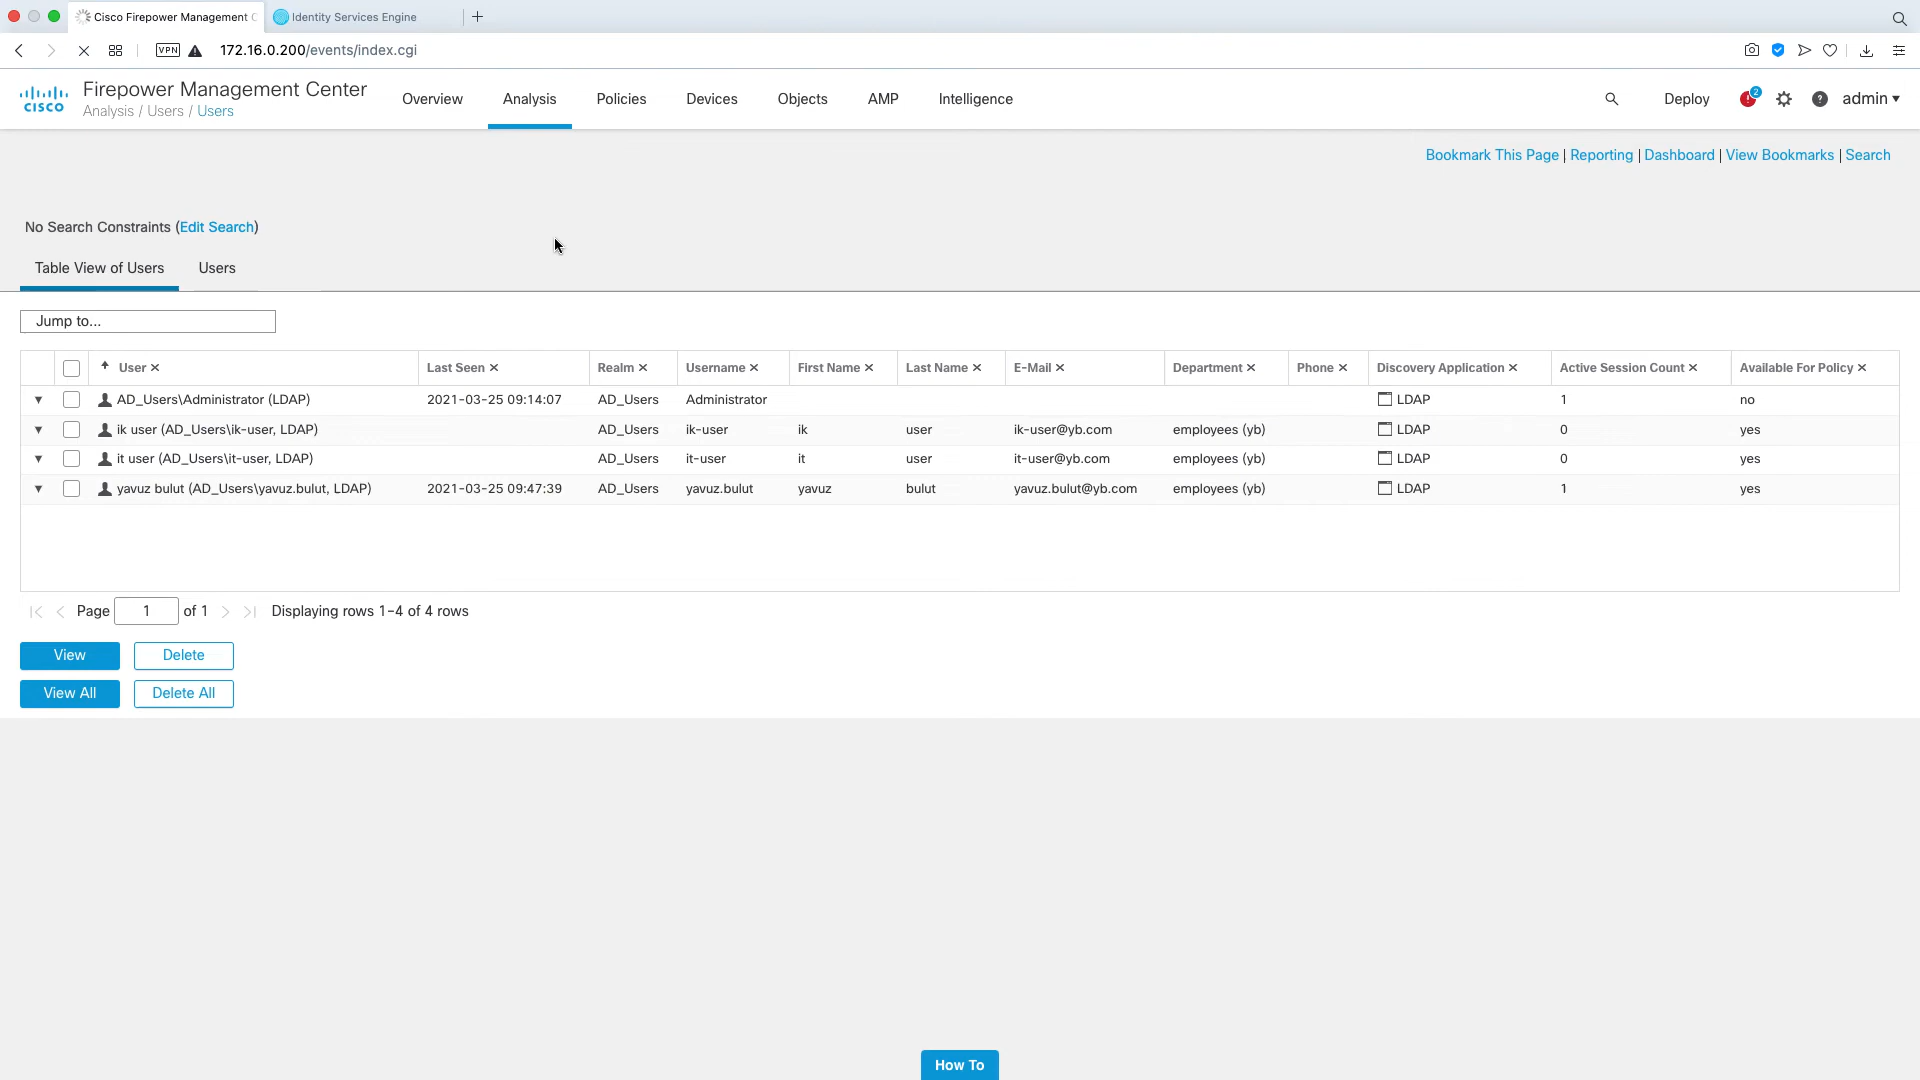 Cisco Firepower Management C
Identity Services Engine
VPN
172.16.0.200/events/index.cgi
cisco
Firepower Management Center
Analysis / Users / Users
Overview
Analysis
Policies
Devices
Objects
AMP
Intelligence
Deploy
2
admin
Bookmark This Page | Reporting | Dashboard | View Bookmarks | Search
No Search Constraints (Edit Search)
Table View of Users
Users
Jump to...
User Last Seen Realm Username First Name Last Name E-Mail Department Phone Discovery Application Active Session Count Available For Policy
AD_Users\Administrator (LDAP) 2021-03-25 09:14:07 AD_Users Administrator LDAP 1 no
ik user (AD_Users\ik-user, LDAP) AD_Users ik-user ik user ik-user@yb.com employees (yb) LDAP 0 yes
it user (AD_Users\it-user, LDAP) AD_Users it-user it user it-user@yb.com employees (yb) LDAP 0 yes
yavuz bulut (AD_Users\yavuz.bulut, LDAP) 2021-03-25 09:47:39 AD_Users yavuz.bulut yavuz bulut yavuz.bulut@yb.com employees (yb) LDAP 1 yes
Page 1 of 1 Displaying rows 1–4 of 4 rows
View Delete
View All Delete All
How To